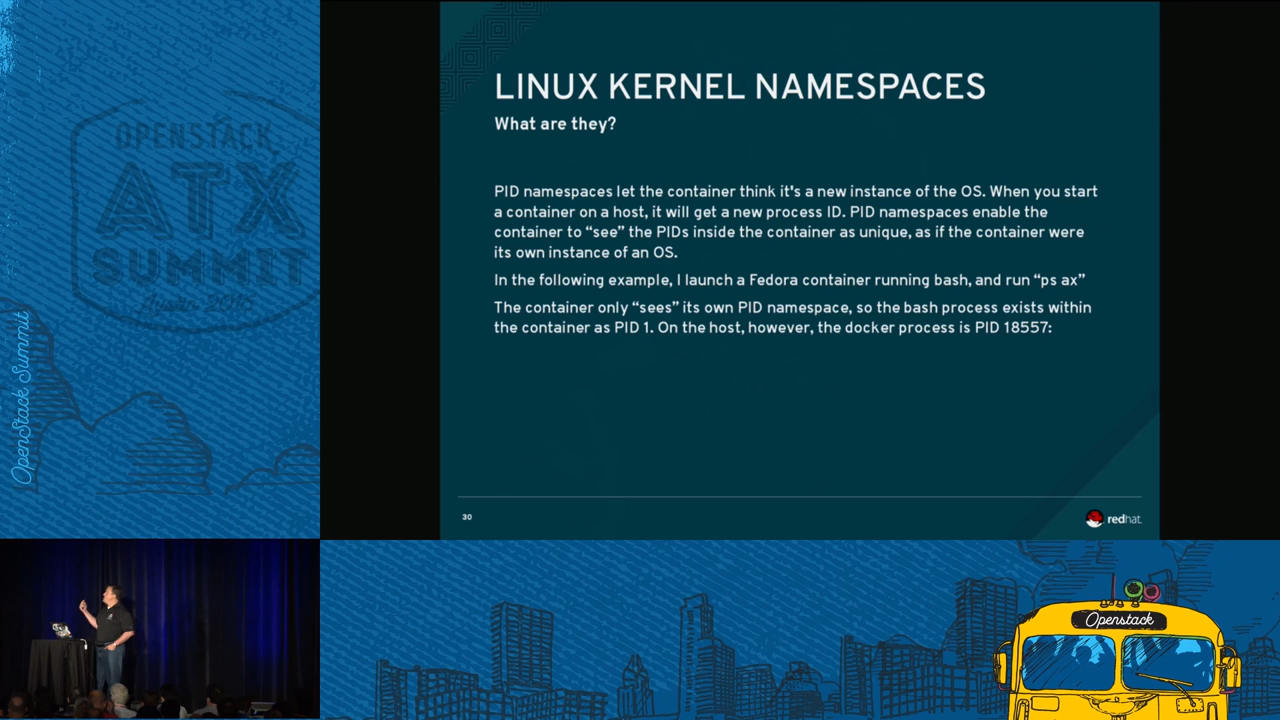 OPENSTACK
ATX
SUMMIT
Austin 2016
OpenStack Summit
LINUX KERNEL NAMESPACES
What are they?
PID namespaces let the container think it's a new instance of the OS. When you start
a container on a host, it will get a new process ID. PID namespaces enable the
container to “see” the PIDs inside the container as unique, as if the container were
its own instance of an OS.
In the following example, I launch a Fedora container running bash, and run “ps ax”
The container only “sees” its own PID namespace, so the bash process exists within
the container as PID 1. On the host, however, the docker process is PID 18557:
30
redhat.
Openstack